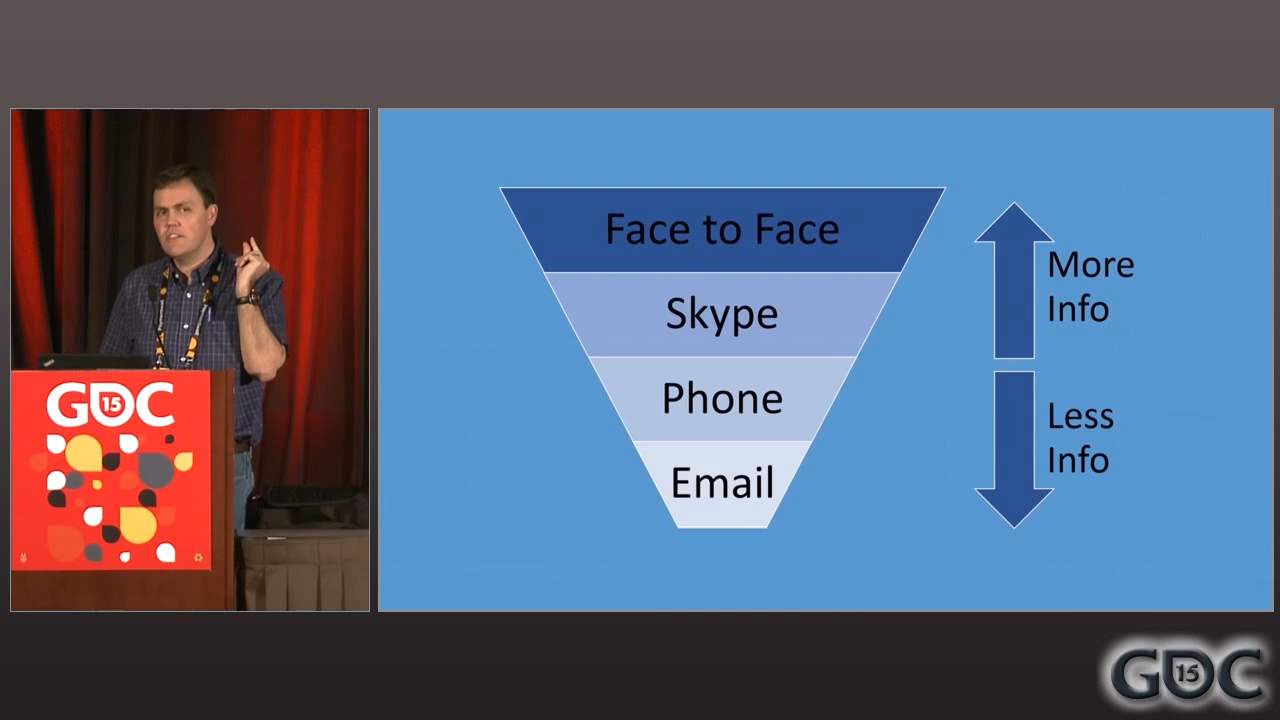 GDC
15
Face to Face
Skype
Phone
Email
More
Info
Less
Info
GDC
15